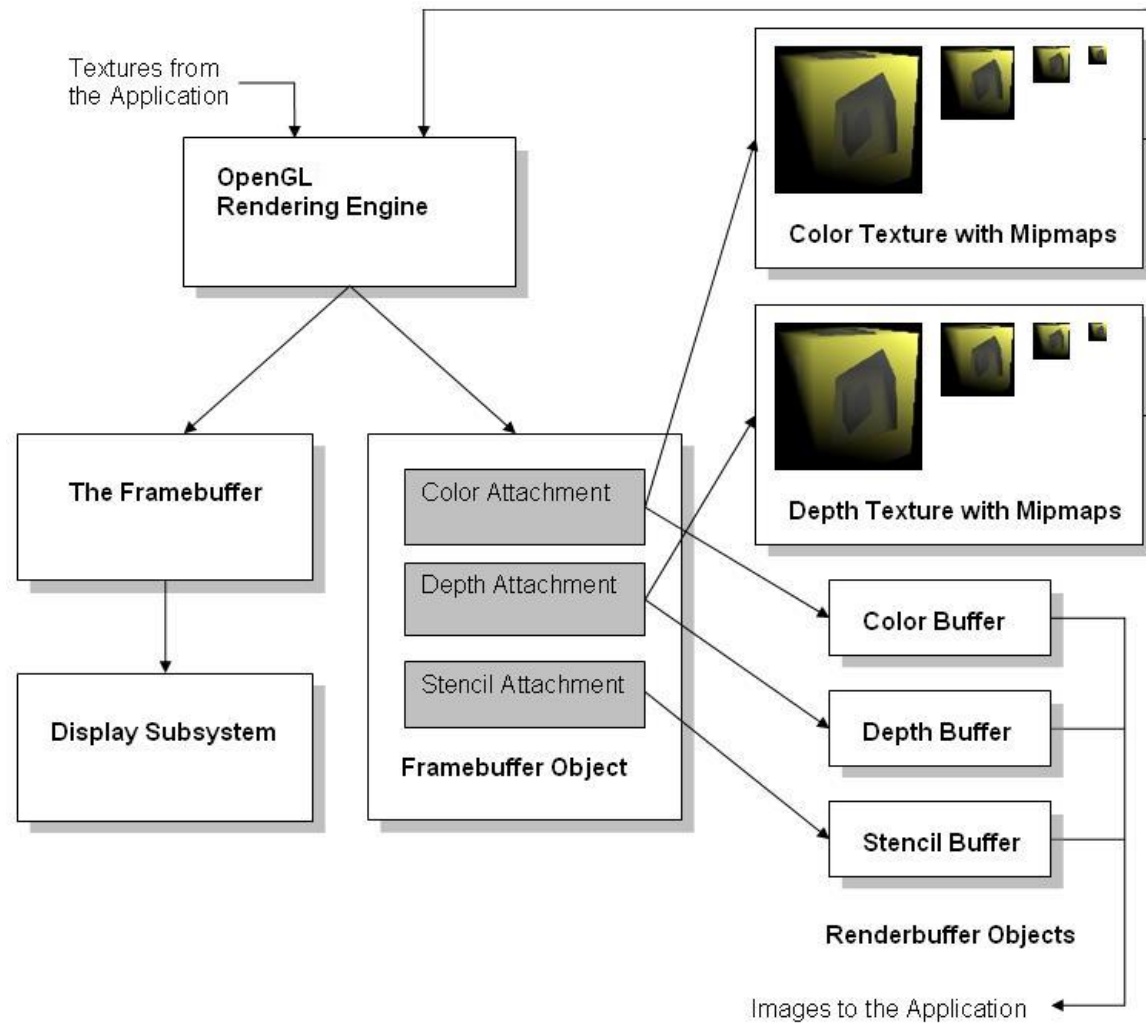 Textures from
the Application
OpenGL
Rendering Engine
Color Texture with Mipmaps
Depth Texture with Mipmaps
The Framebuffer
Display Subsystem
Color Attachment
Depth Attachment
Stencil Attachment
Framebuffer Object
Color Buffer
Depth Buffer
Stencil Buffer
Renderbuffer Objects
Images to the Application